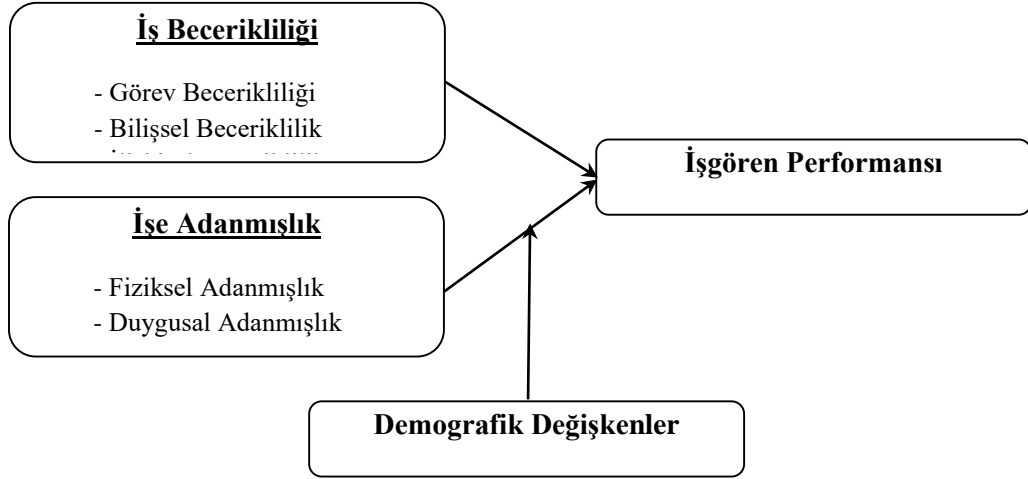 İş Becerikliliği
- Görev Becerikliliği
- Bilişsel Beceriklilik
İşgören Performansı
İşe Adanmışlık
- Fiziksel Adanmışlık
- Duygusal Adanmışlık
Demografik Değişkenler